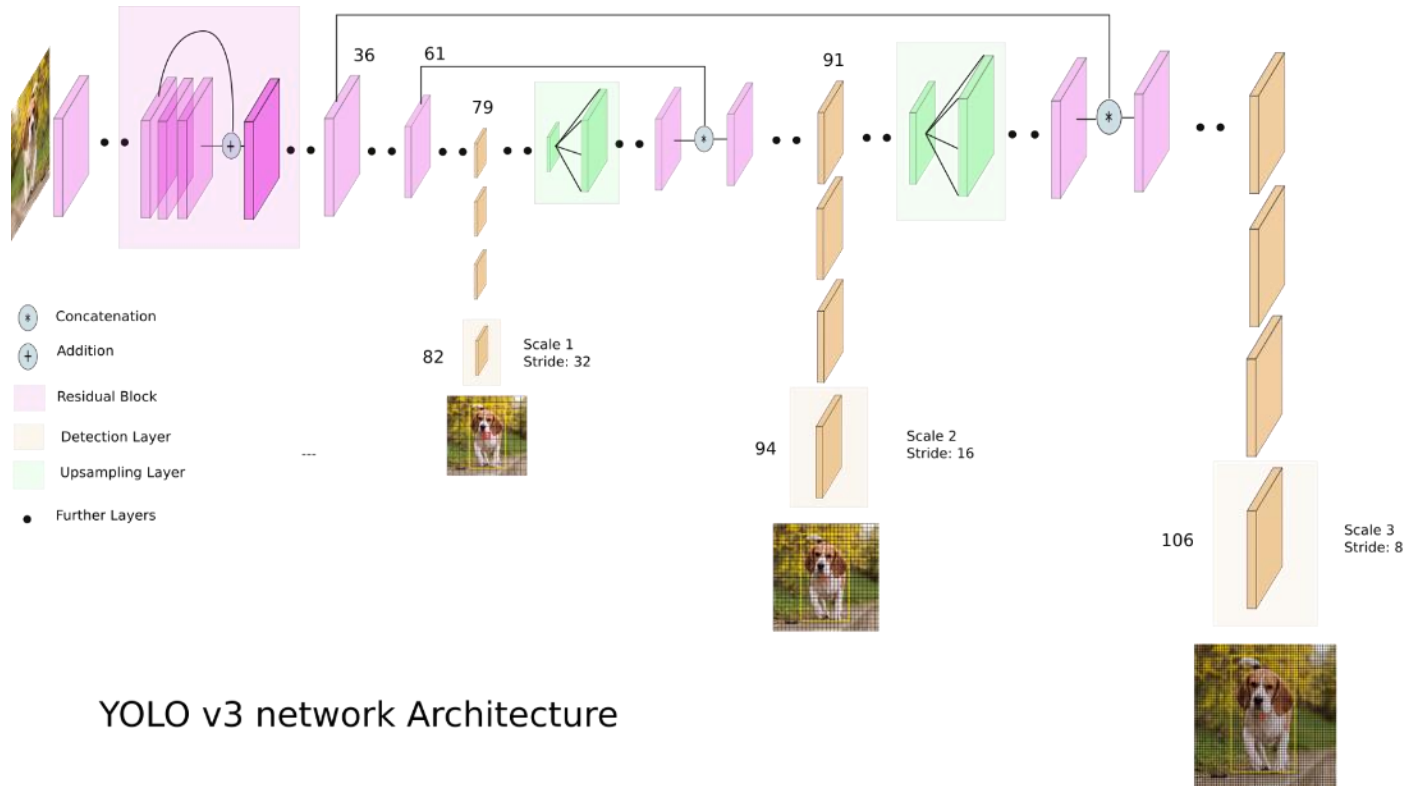 36
61
91
79
*
*
+
* Concatenation
+ Addition
Residual Block
Detection Layer
---
Upsampling Layer
Further Layers
82
Scale 1
Stride: 32
94
Scale 2
Stride: 16
106
Scale 3
Stride: 8
YOLO v3 network Architecture